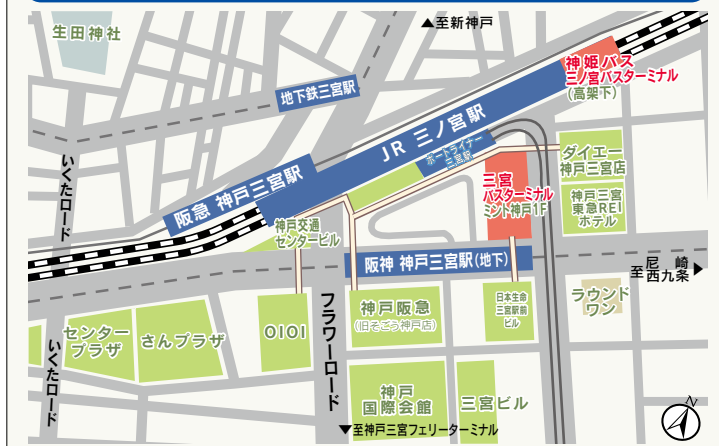 生田神社
▲至新神戸
神姫バス
三ノ宮バスターミナル
(高架下)
地下鉄三宮駅
JR 三ノ宮駅
ポートライナー
三宮駅
ダイエー
神戸三宮店
いくたロード
阪急 神戸三宮駅
三宮
バスターミナル
ミント神戸1F
神戸三宮
東急REI
ホテル
神戸交通
センタービル
阪神 神戸三宮駅(地下)
至尼崎
西九条▶
フラワーロード
神戸阪急
(旧そごう神戸店)
日本生命
三宮駅前
ビル
ラウンド
ワン
センター
プラザ
さんプラザ
OIOI
いくたロード
神戸
国際会館
三宮ビル
▼至神戸三宮フェリーターミナル
N